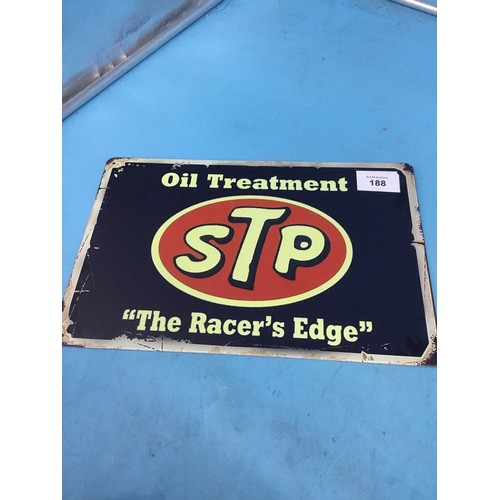 Oil Treatment
188
STP
“The Racer's Edge”